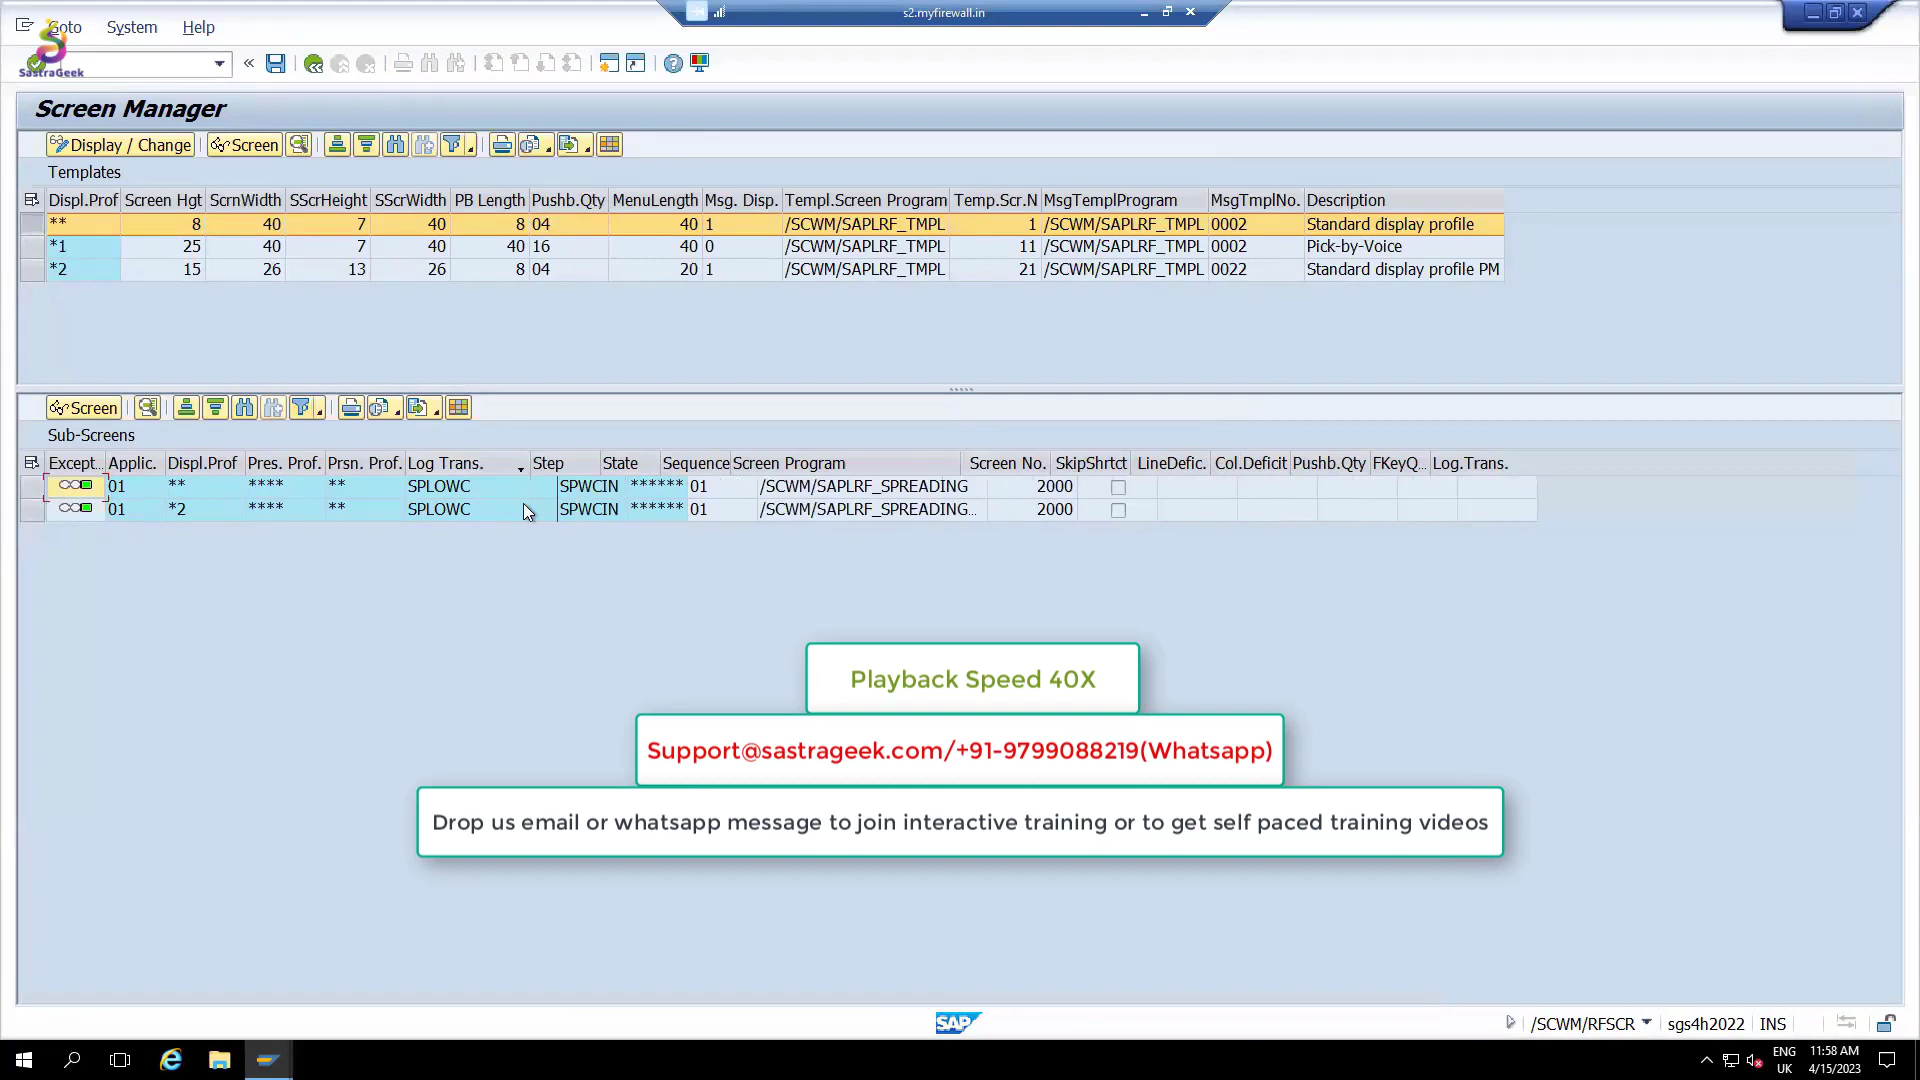 s2.myfirewall.in
Goto System Help
SastraGeek
Screen Manager
Display / Change Screen
Templates
Displ.Prof Screen Hgt ScrnWidth SScrHeight SScrWidth PB Length Pushb.Qty MenuLength Msg. Disp. Templ.Screen Program Temp.Scr.N MsgTemplProgram MsgTmplNo. Description
** 8 40 7 40 8 04 40 1 /SCWM/SAPLRF_TMPL 1 /SCWM/SAPLRF_TMPL 0002 Standard display profile
*1 25 40 7 40 40 16 40 0 /SCWM/SAPLRF_TMPL 11 /SCWM/SAPLRF_TMPL 0002 Pick-by-Voice
*2 15 26 13 26 8 04 20 1 /SCWM/SAPLRF_TMPL 21 /SCWM/SAPLRF_TMPL 0022 Standard display profile PM
Screen
Sub-Screens
Except... Applic. Displ.Prof Pres. Prof. Prsn. Prof. Log Trans. Step State Sequence Screen Program Screen No. SkipShrtct LineDefic. Col.Deficit Pushb.Qty FKeyQ... Log.Trans.
01 ** **** ** SPLOWC SPWCIN ****** 01 /SCWM/SAPLRF_SPREADING 2000
01 *2 **** ** SPLOWC SPWCIN ****** 01 /SCWM/SAPLRF_SPREADING... 2000
Playback Speed 40X
Support@sastrageek.com/+91-9799088219(Whatsapp)
Drop us email or whatsapp message to join interactive training or to get self paced training videos
SAP
/SCWM/RFSCR sgs4h2022 INS
ENG 11:58 AM
UK 4/15/2023